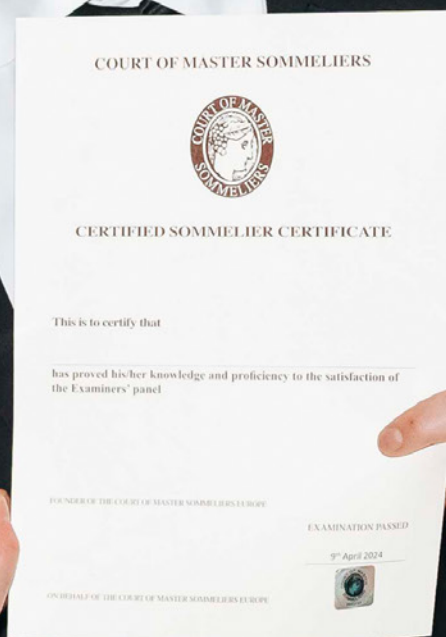 COURT OF MASTER SOMMELIERS
COURT OF MASTER
SOMMELIERS
CERTIFIED SOMMELIER CERTIFICATE
This is to certify that
has proved his/her knowledge and proficiency to the satisfaction of
the Examiners' panel
FOUNDER OF THE COURT OF MASTER SOMMELIERS EUROPE
EXAMINATION PASSED
9th April 2024
ON BEHALF OF THE COURT OF MASTER SOMMELIERS EUROPE